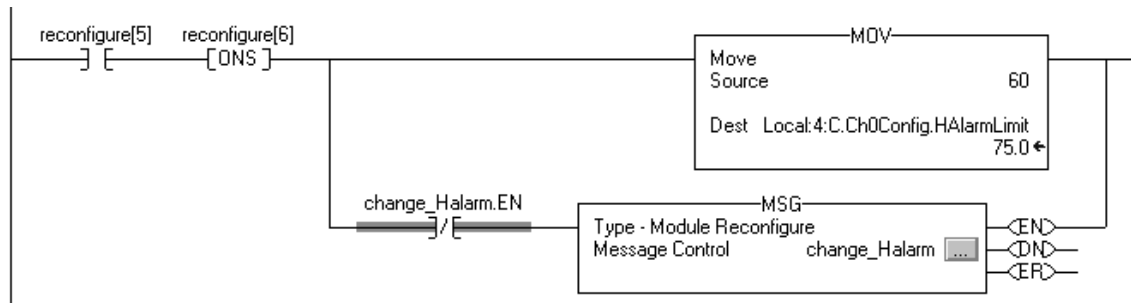 reconfigure[5] reconfigure[6]
ONS
MOV
Move
Source 60
Dest Local:4:C.Ch0Config.HAlarmLimit
75.0
change_Halarm.EN
MSG
Type - Module Reconfigure
Message Control change_Halarm ...
EN
DN
ER